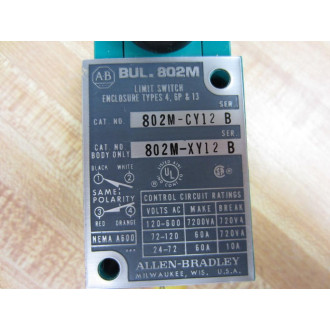 A-B BUL. 802M
LIMIT SWITCH
ENCLOSURE TYPES 4, 6P & 13
SER.
CAT NO. 802M-CY12 B
SER.
CAT NO. BODY ONLY 802M-XY12 B
BLACK WHITE
1 2
SAME POLARITY
3 4
RED ORANGE
NEMA A600
UL
CONTROL CIRCUIT RATINGS
VOLTS AC MAKE BREAK
120-600 7200VA 720VA
72-120 60A 720VA
24-72 60A 10A
ALLEN-BRADLEY
MILWAUKEE, WIS. U.S.A.